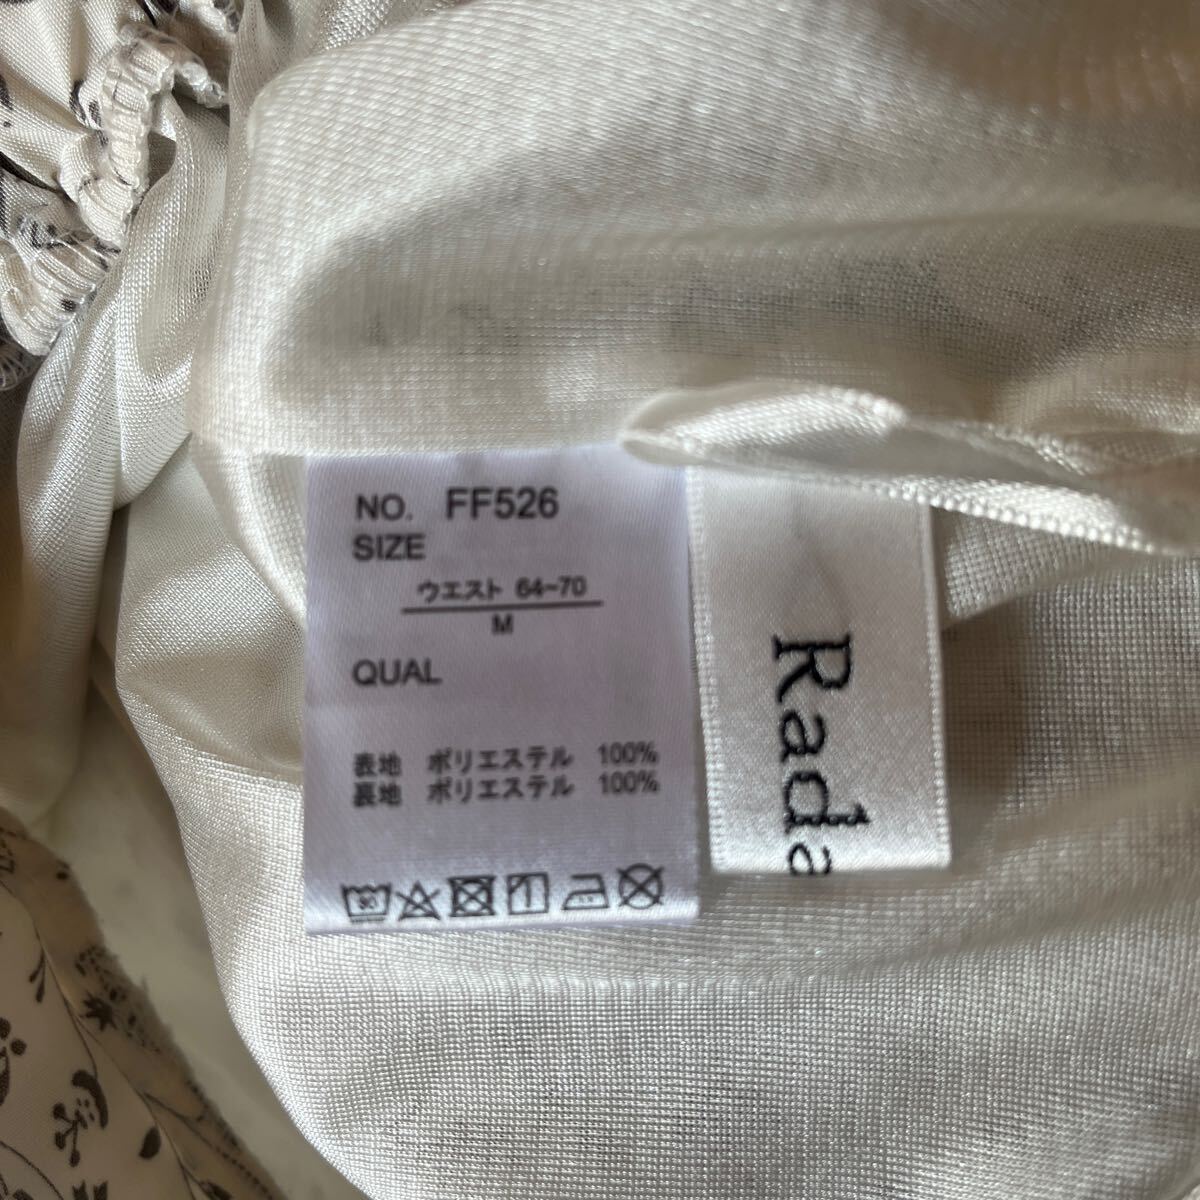 NO. FF526
SIZE
ウエスト 64~70
M
QUAL
表地 ポリエステル 100%
裏地 ポリエステル 100%
Rada